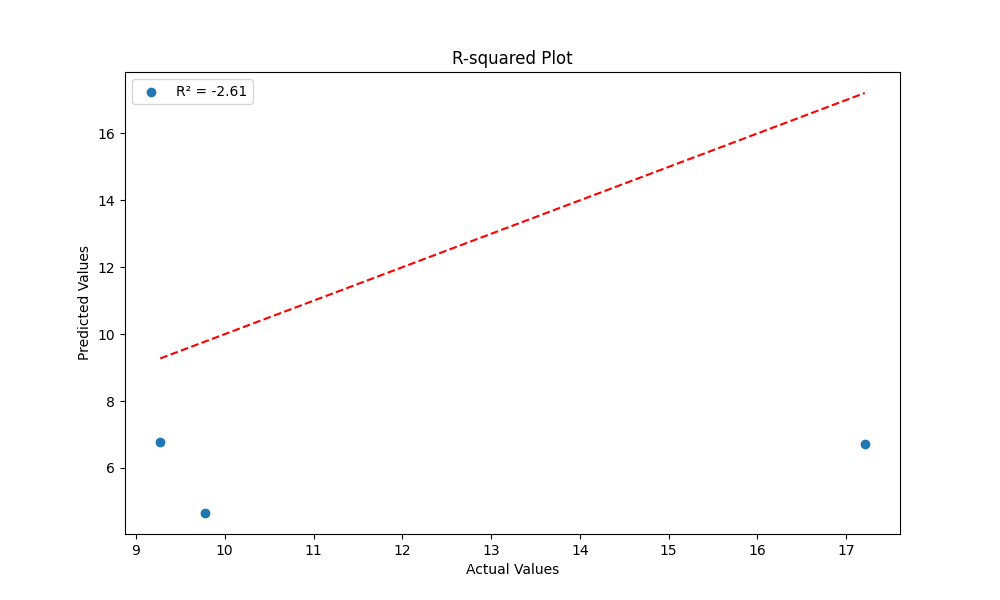 R-squared Plot
R² = -2.61
16
14
12
10
8
6
Predicted Values
9 10 11 12 13 14 15 16 17
Actual Values